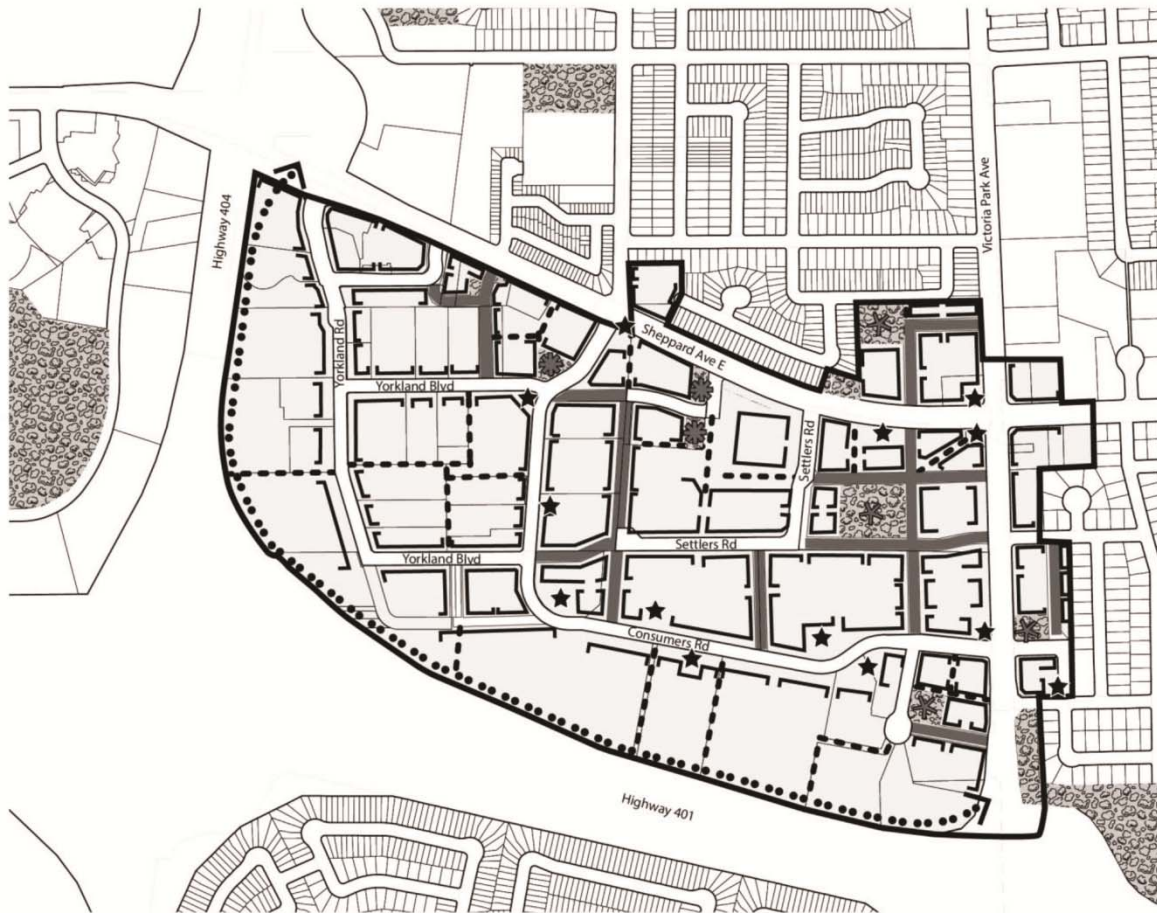 Highway 404
Victoria Park Ave
Sheppard Ave E
Yorkland Rd
Yorkland Blvd
Settlers Rd
Settlers Rd
Yorkland Blvd
Consumers Rd
Highway 401